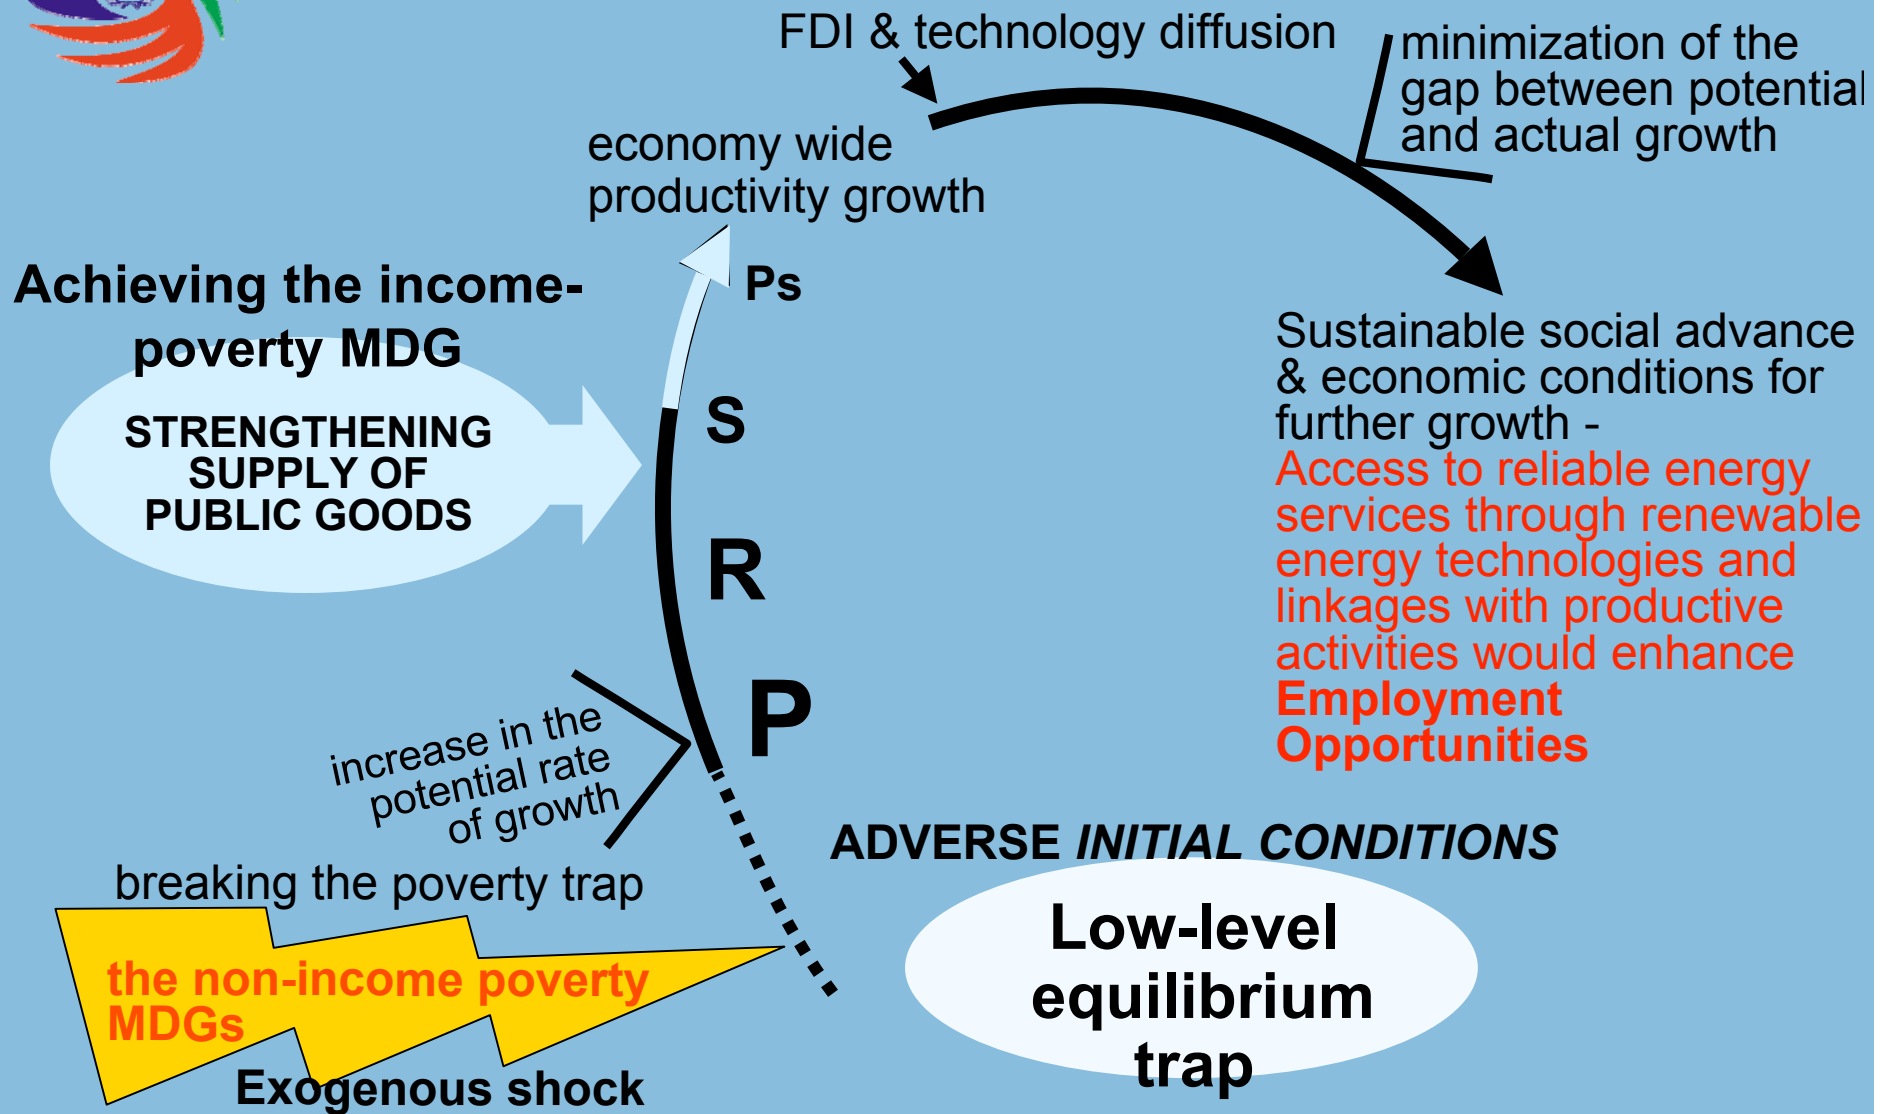 FDI & technology diffusion
minimization of the
gap between potential
and actual growth
economy wide
productivity growth
Achieving the income-
poverty MDG
STRENGTHENING
SUPPLY OF
PUBLIC GOODS
Ps
S
R
P
Sustainable social advance
& economic conditions for
further growth -
Access to reliable energy
services through renewable
energy technologies and
linkages with productive
activities would enhance
Employment
Opportunities
increase in the
potential rate
of growth
breaking the poverty trap
the non-income poverty
MDGs
Exogenous shock
ADVERSE INITIAL CONDITIONS
Low-level
equilibrium
trap